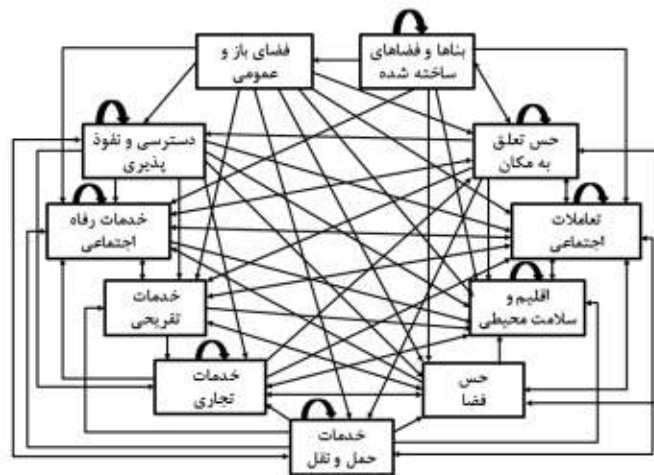 بناها و فضاهای
ساخته شده
فضای باز و
عمومی
حس تعلق
به مکان
دسترسی و نفوذ
پذیری
تعاملات
اجتماعی
خدمات رفاه
اجتماعی
اقلیم و
سلامت محیطی
خدمات
تفریحی
حس
فضا
خدمات
تجاری
خدمات
حمل و نقل